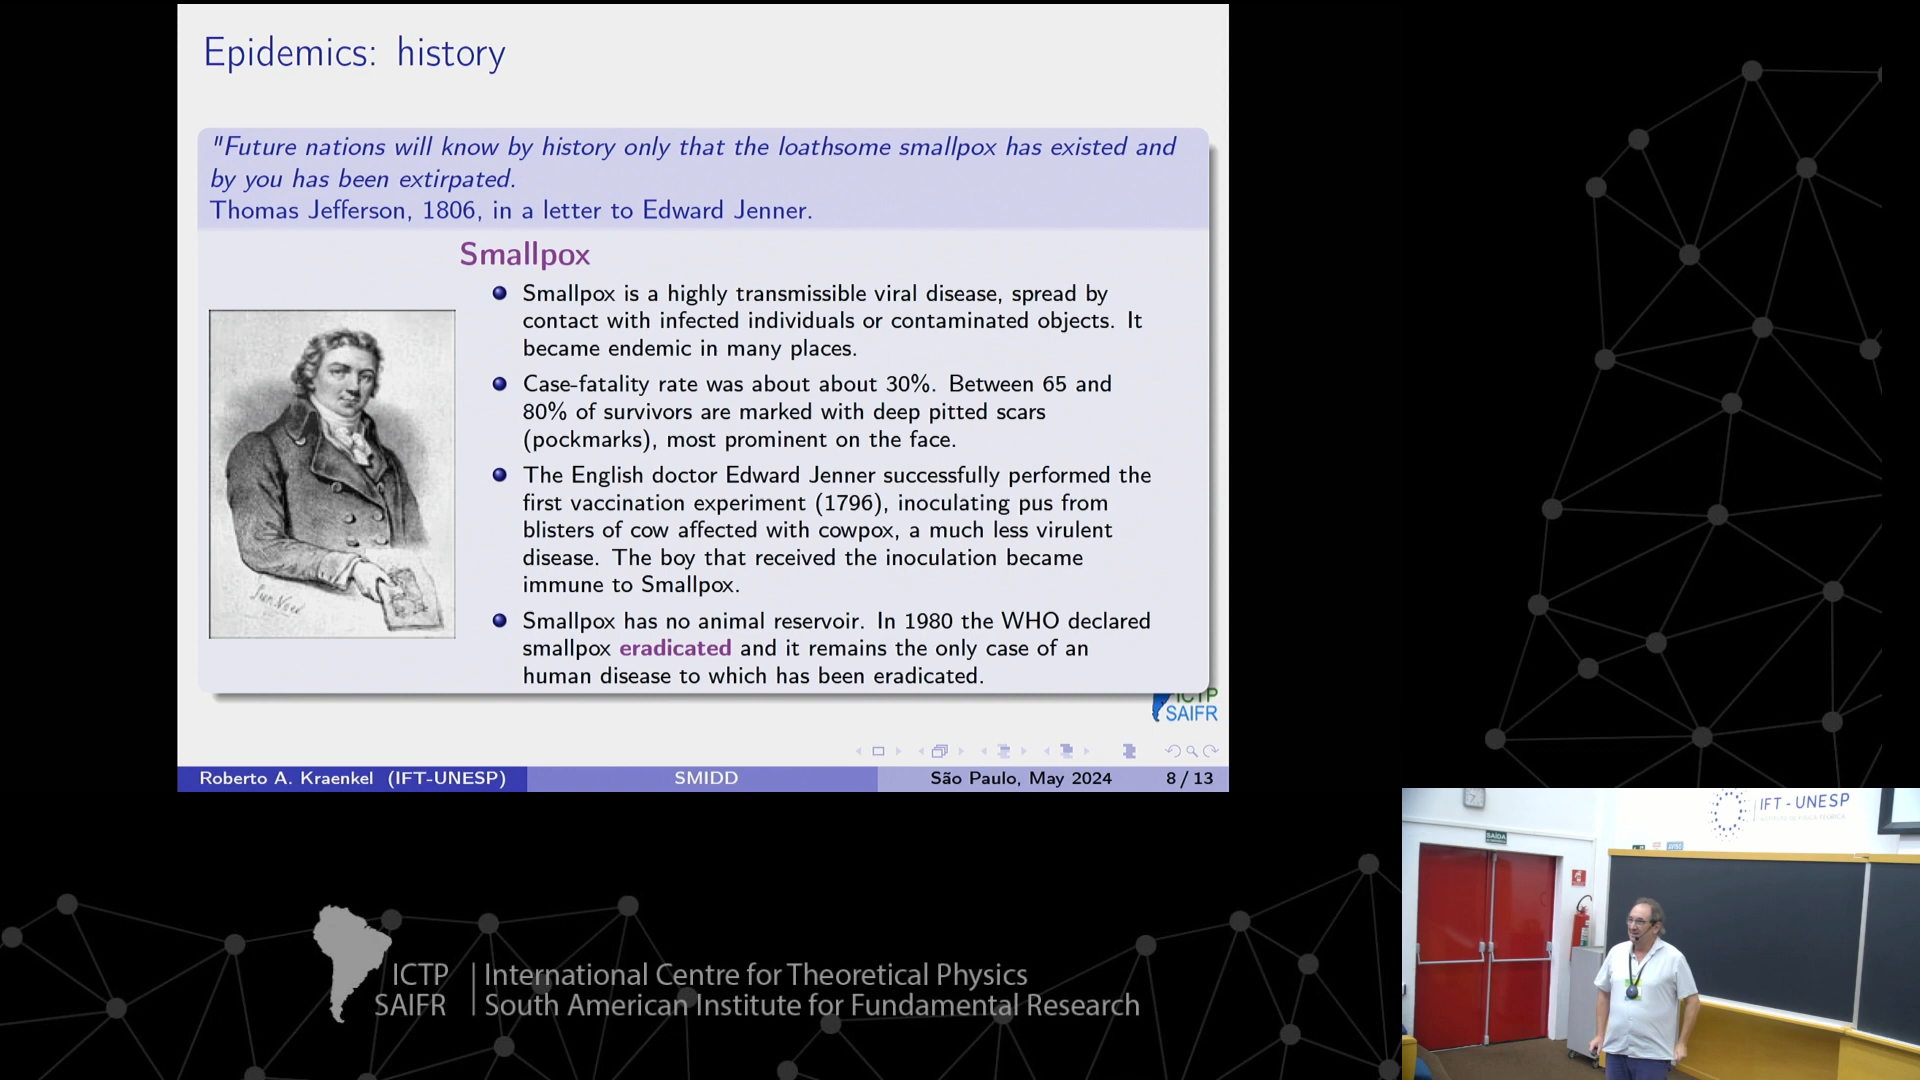 Epidemics: history
"Future nations will know by history only that the loathsome smallpox has existed and
by you has been extirpated.
Thomas Jefferson, 1806, in a letter to Edward Jenner.
Smallpox
Smallpox is a highly transmissible viral disease, spread by
contact with infected individuals or contaminated objects. It
became endemic in many places.
Case-fatality rate was about about 30%. Between 65 and
80% of survivors are marked with deep pitted scars
(pockmarks), most prominent on the face.
The English doctor Edward Jenner successfully performed the
first vaccination experiment (1796), inoculating pus from
blisters of cow affected with cowpox, a much less virulent
disease. The boy that received the inoculation became
immune to Smallpox.
Smallpox has no animal reservoir. In 1980 the WHO declared
smallpox eradicated and it remains the only case of an
human disease to which has been eradicated.
ICTP
SAIFR
Roberto A. Kraenkel (IFT-UNESP) SMIDD São Paulo, May 2024 8 / 13
IFT - UNESP
SAÍDA
ICTP International Centre for Theoretical Physics
SAIFR South American Institute for Fundamental Research